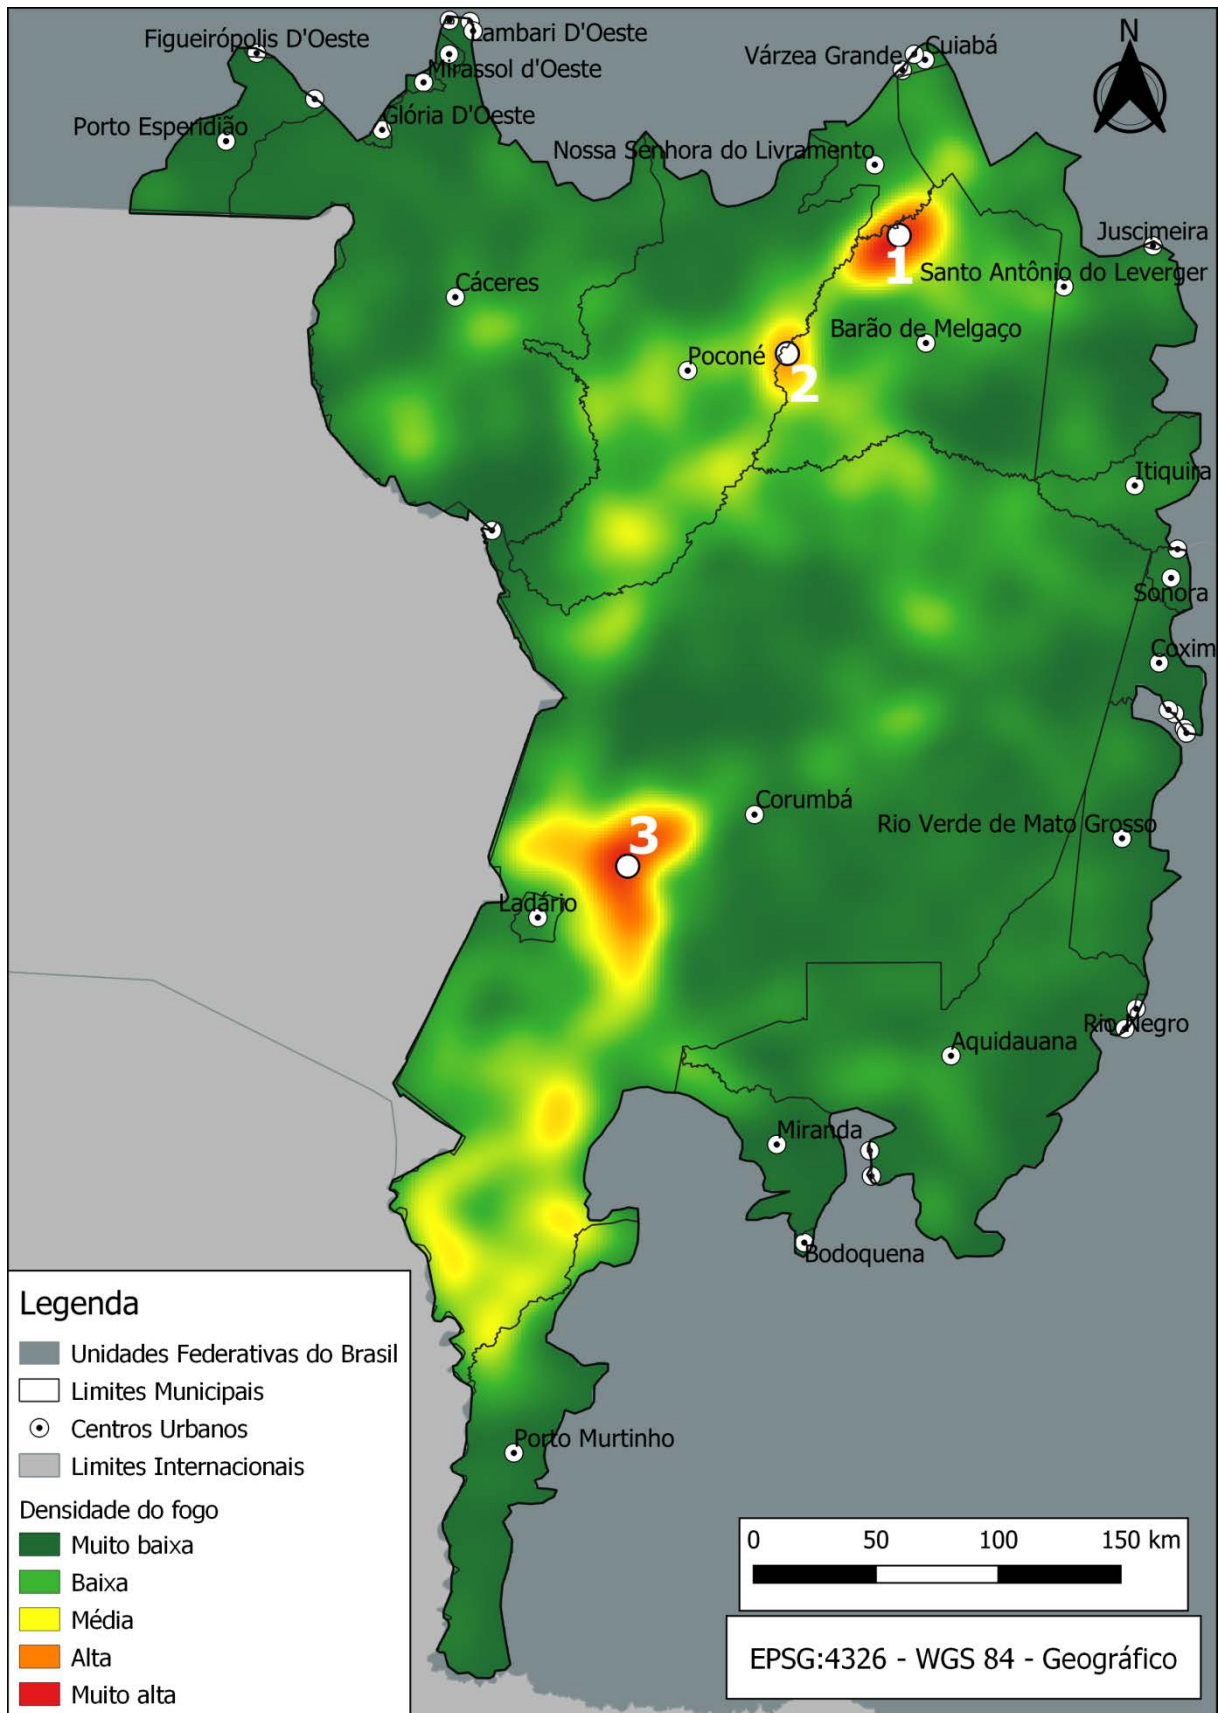 N
Lambari D'Oeste
Figueirópolis D'Oeste
Cuiabá
Várzea Grande
Mirassol d'Oeste
Glória D'Oeste
Porto Esperidião
Nossa Senhora do Livramento
Juscimeira
1
Santo Antônio do Leverger
Cáceres
Barão de Melgaço
Poconé
2
Itiquira
Sonora
Coxim
Corumbá
Rio Verde de Mato Grosso
3
Ladário
Rio Negro
Aquidauana
Miranda
Bodoquena
Porto Murtinho
Legenda
Unidades Federativas do Brasil
Limites Municipais
Centros Urbanos
Limites Internacionais
Densidade do fogo
Muito baixa
Baixa
Média
Alta
Muito alta
0 50 100 150 km
EPSG:4326 - WGS 84 - Geográfico